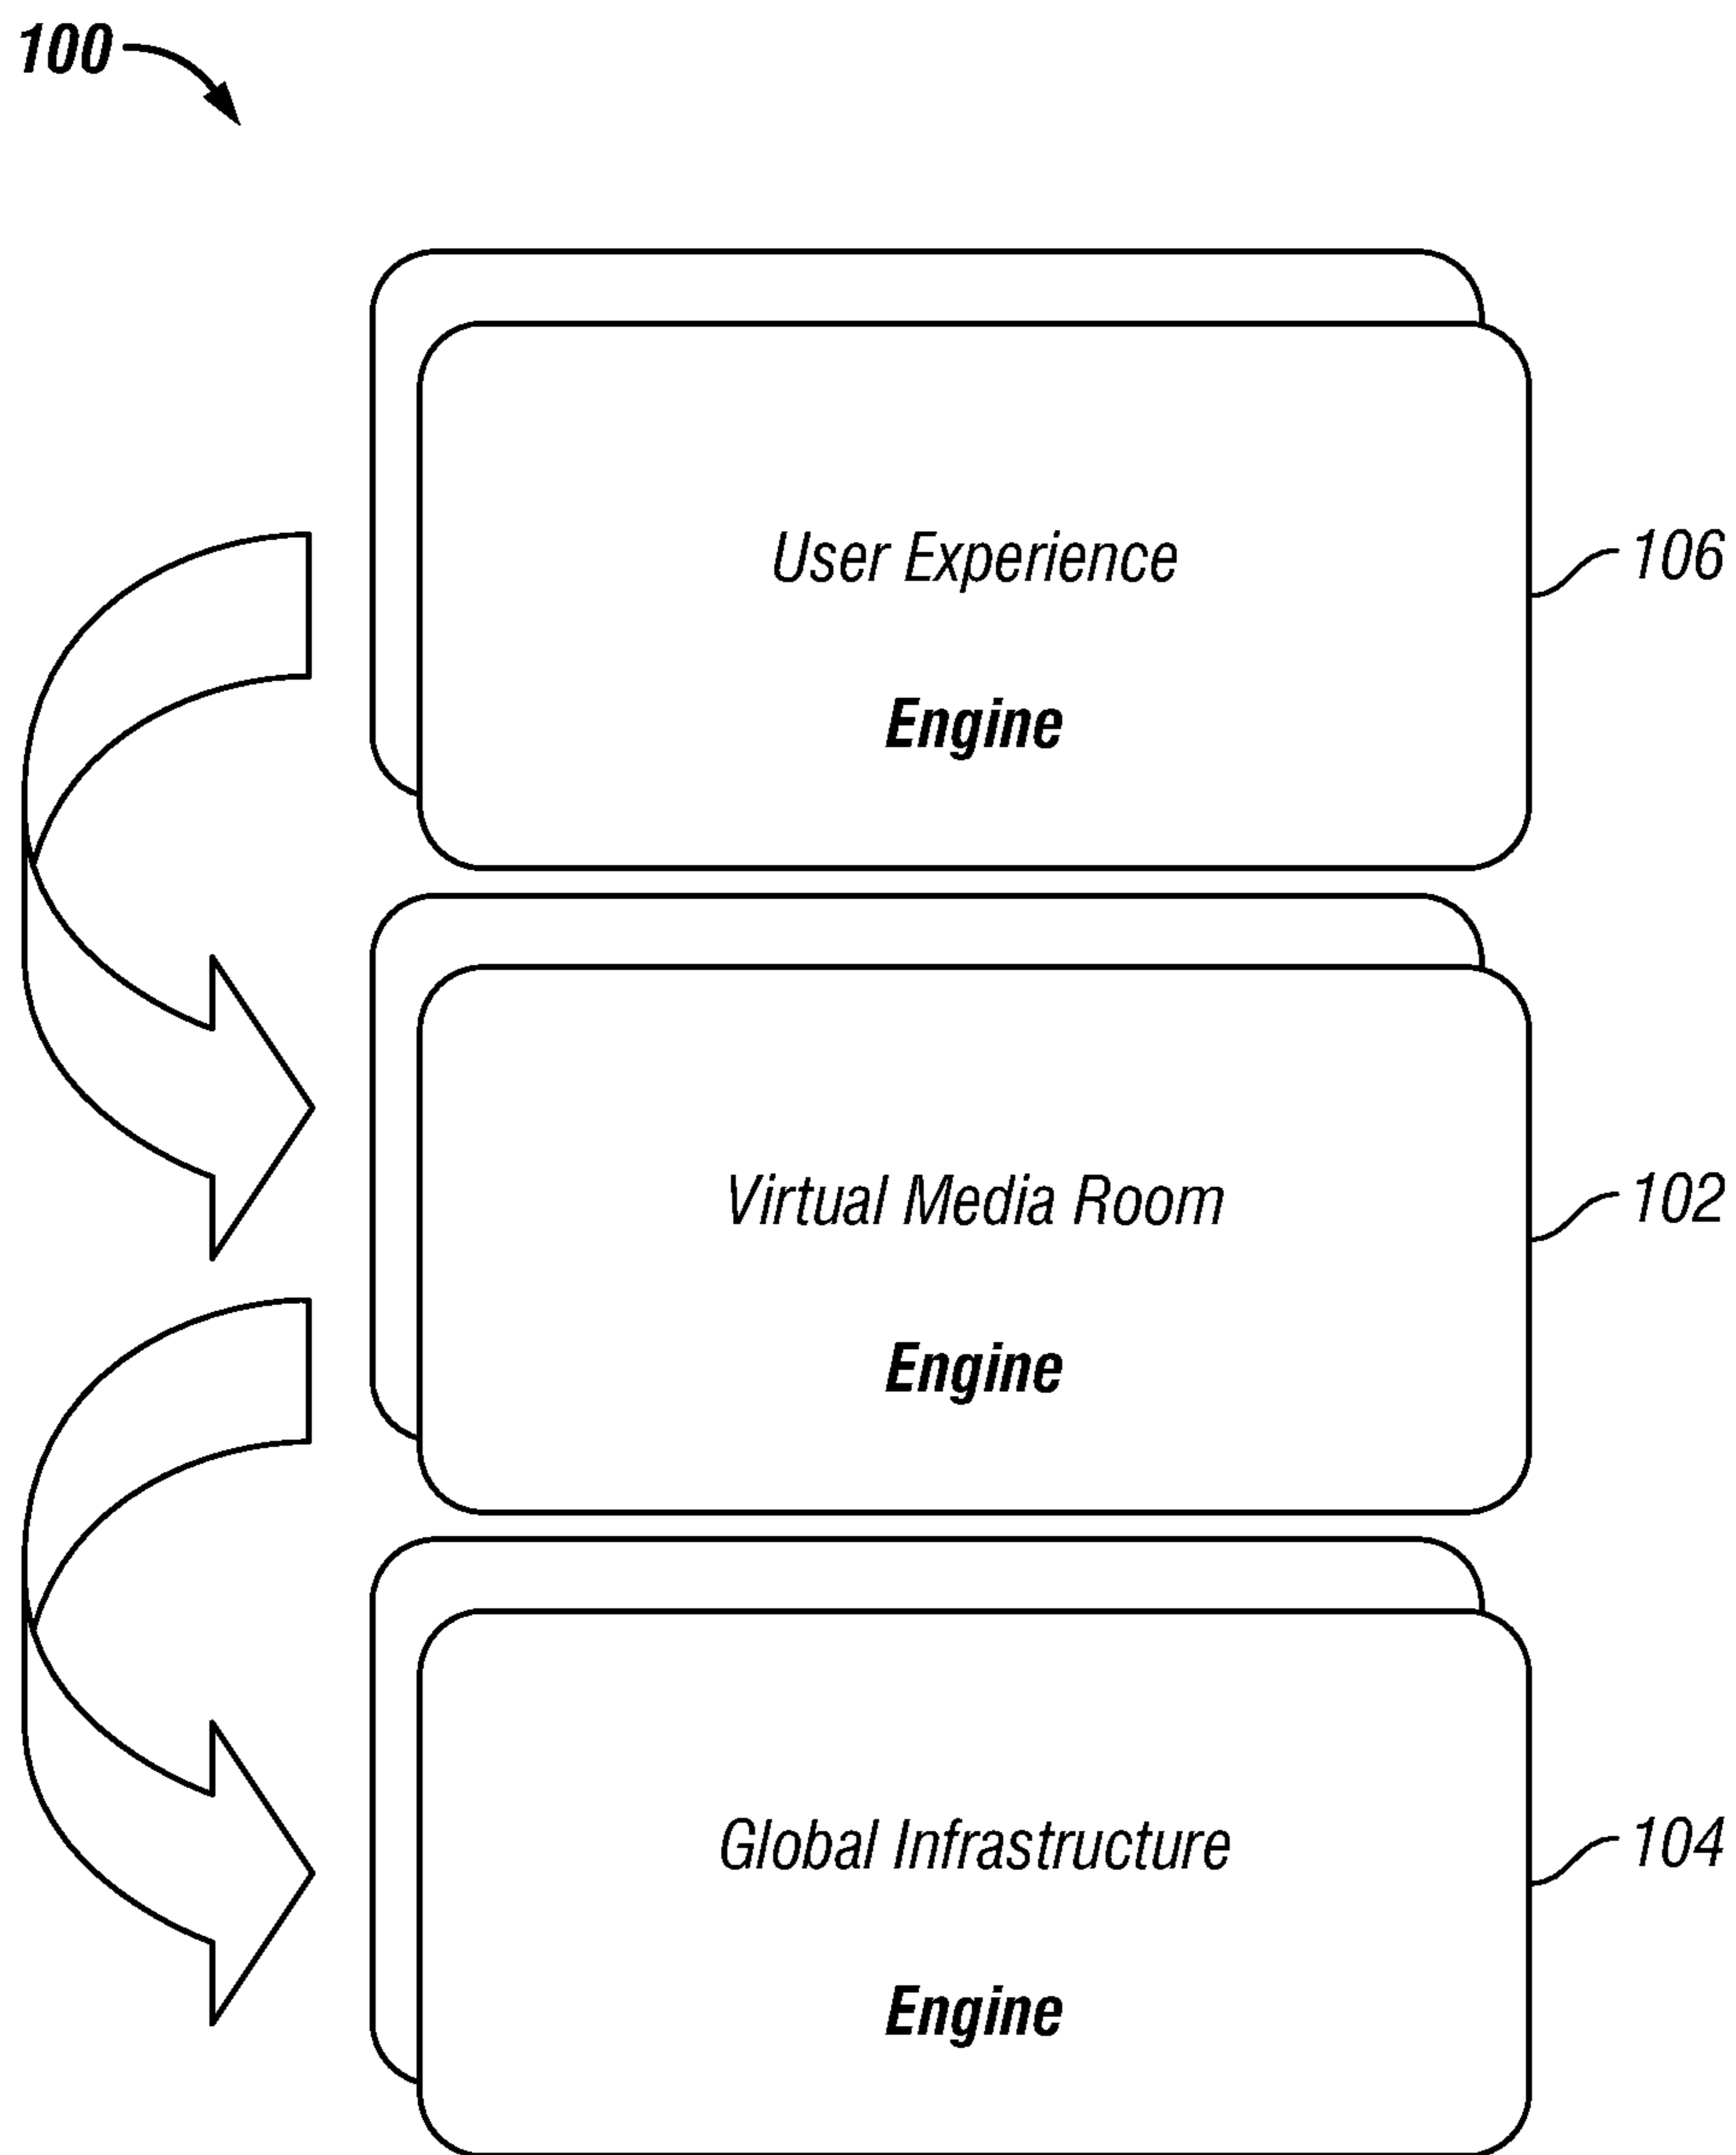 100
User Experience
106
Engine
Virtual Media Room
102
Engine
Global Infrastructure
104
Engine